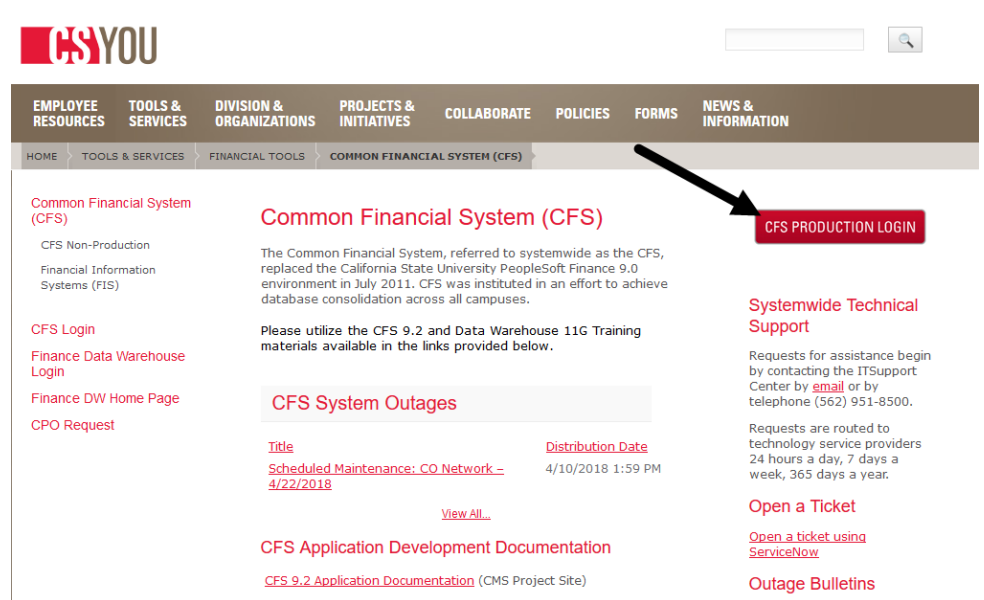 CSYOU
EMPLOYEE RESOURCES
TOOLS & SERVICES
DIVISION & ORGANIZATIONS
PROJECTS & INITIATIVES
COLLABORATE
POLICIES
FORMS
NEWS & INFORMATION
HOME
TOOLS & SERVICES
FINANCIAL TOOLS
COMMON FINANCIAL SYSTEM (CFS)
Common Financial System
(CFS)
CFS Non-Production
Financial Information
Systems (FIS)
CFS Login
Finance Data Warehouse
Login
Finance DW Home Page
CPO Request
Common Financial System (CFS)
The Common Financial System, referred to systemwide as the CFS,
replaced the California State University PeopleSoft Finance 9.0
environment in July 2011. CFS was instituted in an effort to achieve
database consolidation across all campuses.
Please utilize the CFS 9.2 and Data Warehouse 11G Training
materials available in the links provided below.
CFS System Outages
Title
Distribution Date
Scheduled Maintenance: CO Network –
4/22/2018
4/10/2018 1:59 PM
View All...
CFS Application Development Documentation
CFS 9.2 Application Documentation (CMS Project Site)
CFS PRODUCTION LOGIN
Systemwide Technical
Support
Requests for assistance begin
by contacting the ITSupport
Center by email or by
telephone (562) 951-8500.
Requests are routed to
technology service providers
24 hours a day, 7 days a
week, 365 days a year.
Open a Ticket
Open a ticket using
ServiceNow
Outage Bulletins